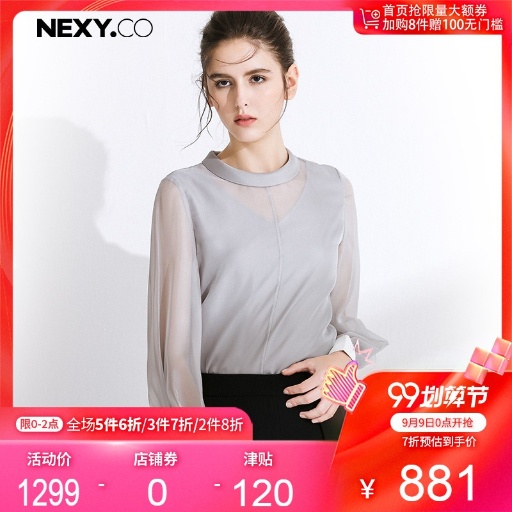 NEXY.CO
首页抢限量大额券
加购8件赠100无门槛
99划算节
9月9日0点开抢
限0-2点 全场5件6折/3件7折/2件8折
7折预估到手价
活动价 店铺券 津贴
1299 - 0 - 120 ¥ 881